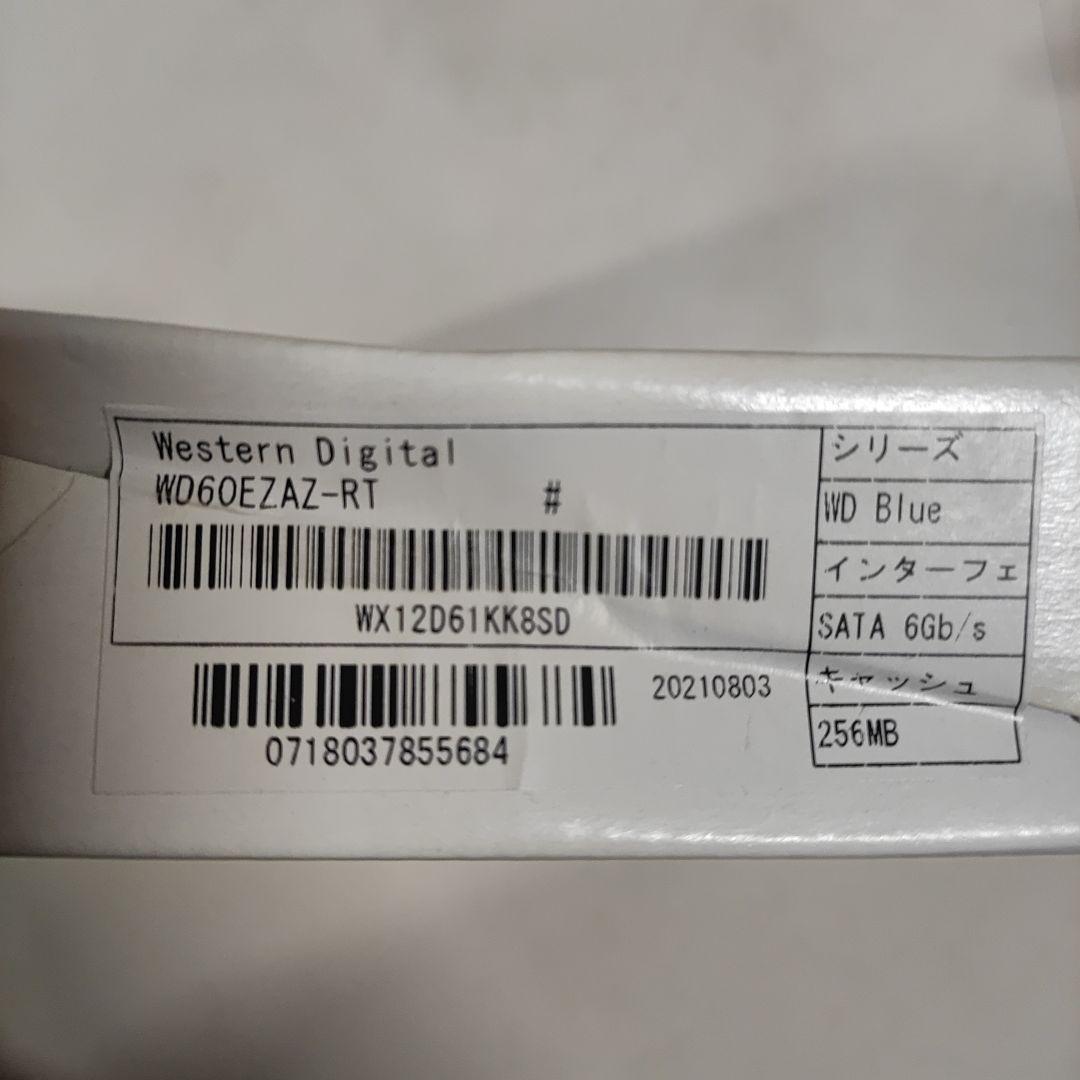 Western Digital
WD60EZAZ-RT #
WX12D61KK8SD
0718037855684
20210803
シリーズ
WD Blue
インターフェ
SATA 6Gb/s
キャッシュ
256MB